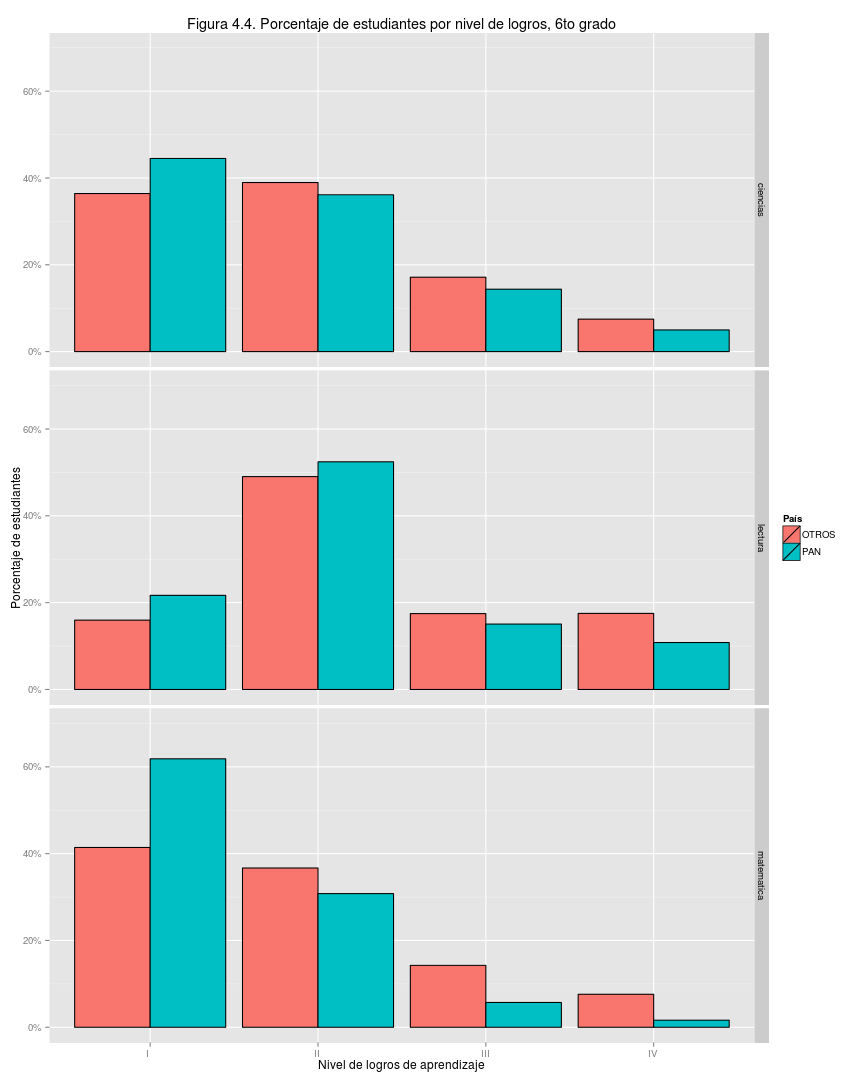 Figura 4.4. Porcentaje de estudiantes por nivel de logros, 6to grado
60%
40%
20%
0%
ciencias
60%
40%
20%
0%
lectura
60%
40%
20%
0%
matematica
Porcentaje de estudiantes
I II III IV
Nivel de logros de aprendizaje
País
OTROS
PAN